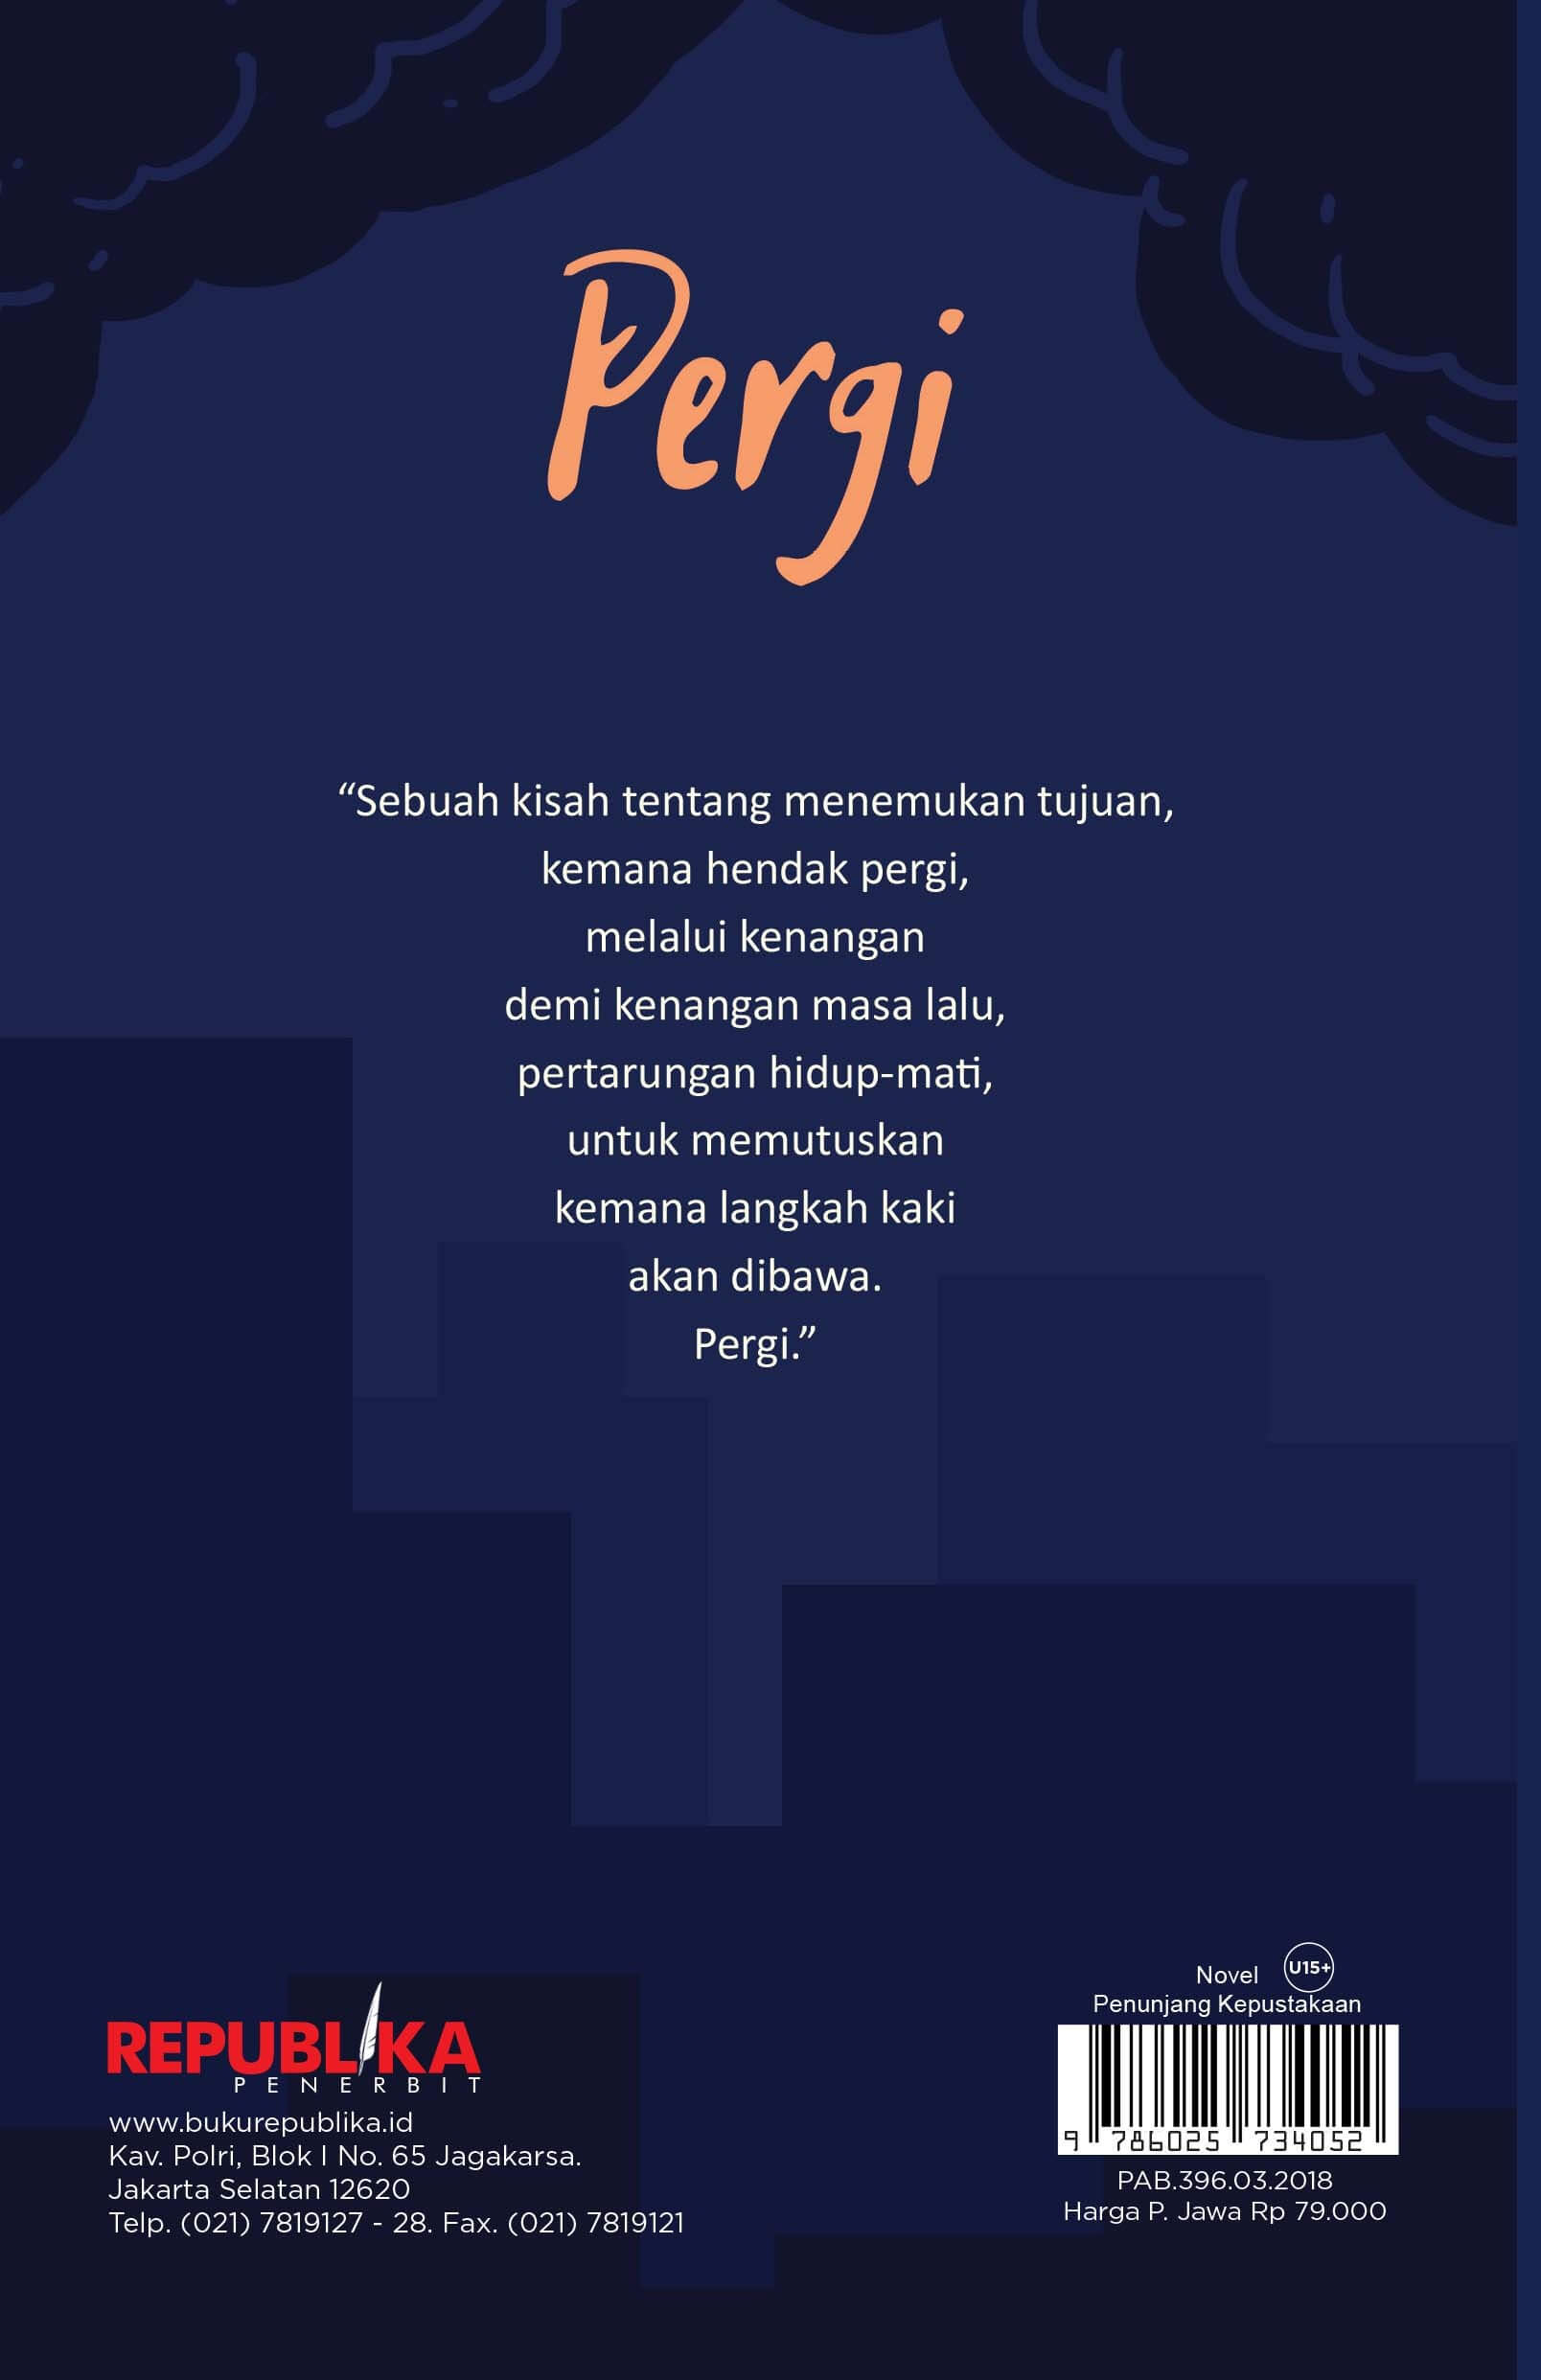 Pergi
“Sebuah kisah tentang menemukan tujuan,
kemana hendak pergi,
melalui kenangan
demi kenangan masa lalu,
pertarungan hidup-mati,
untuk memutuskan
kemana langkah kaki
akan dibawa.
Pergi.”
REPUBLIKA
PENERBIT
www.bukurepublika.id
Kav. Polri, Blok I No. 65 Jagakarsa.
Jakarta Selatan 12620
Telp. (021) 7819127 - 28. Fax. (021) 7819121
Novel U15+
Penunjang Kepustakaan
9 786025 734052
PAB.396.03.2018
Harga P. Jawa Rp 79.000